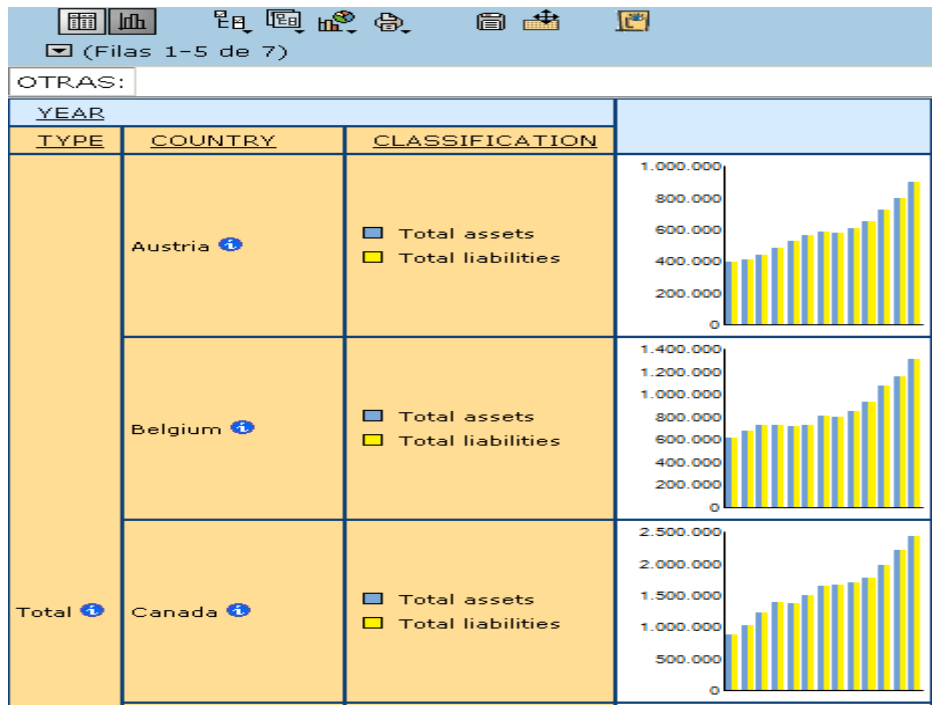 (Filas 1-5 de 7)
OTRAS:
YEAR
TYPE COUNTRY CLASSIFICATION
Total
Austria
Total assets
Total liabilities
1.000.000
800.000
600.000
400.000
200.000
0
Belgium
Total assets
Total liabilities
1.400.000
1.200.000
1.000.000
800.000
600.000
400.000
200.000
0
Canada
Total assets
Total liabilities
2.500.000
2.000.000
1.500.000
1.000.000
500.000
0